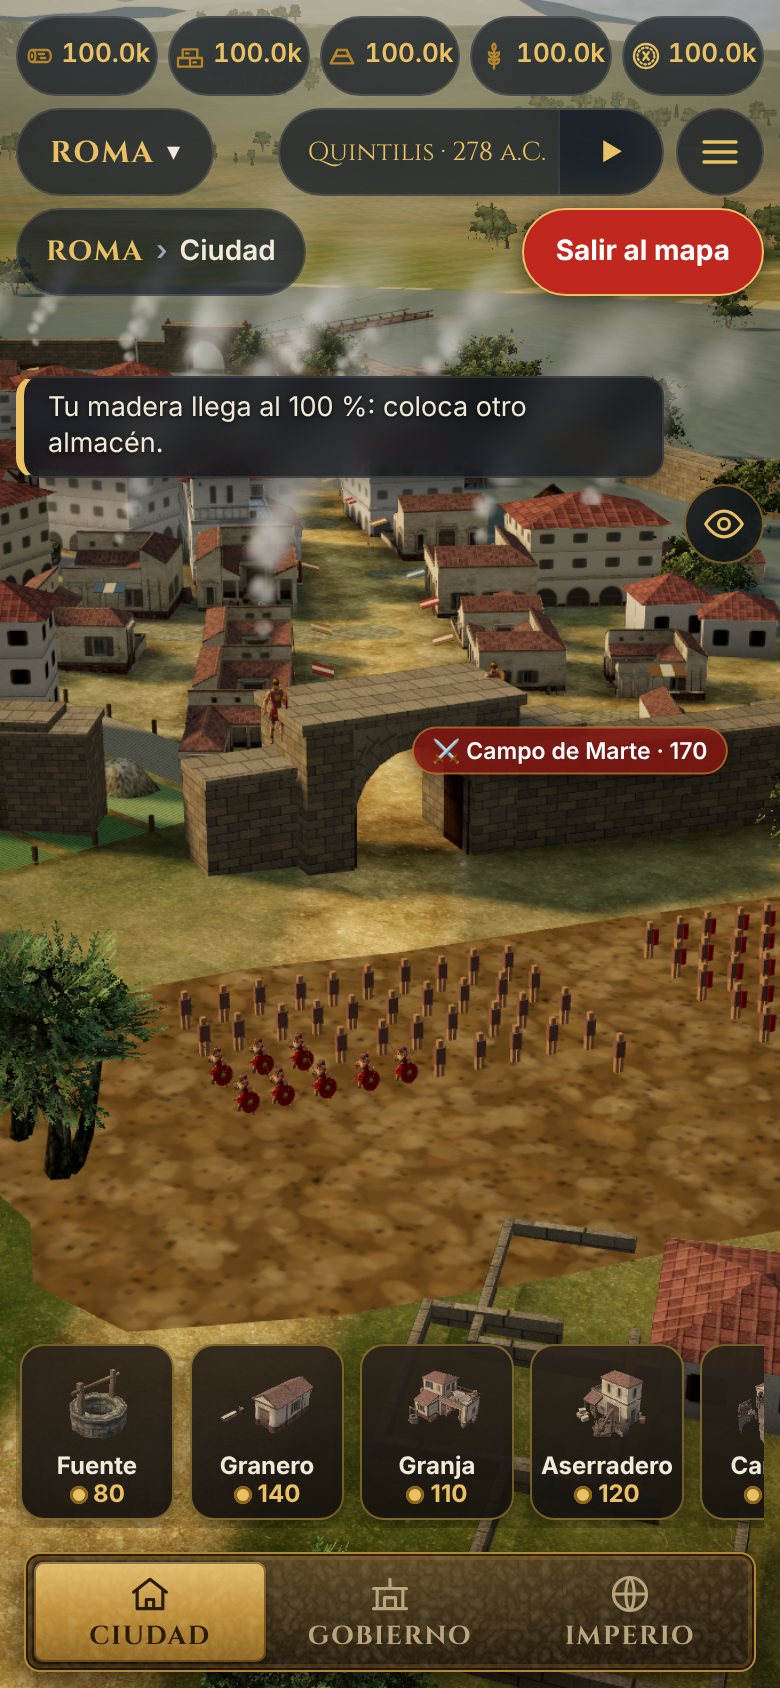 100.0k 100.0k 100.0k 100.0k 100.0k
ROMA ▼ QUINTILIS · 278 A.C.
ROMA › Ciudad Salir al mapa
Tu madera llega al 100 %: coloca otro
almacén.
⚔ Campo de Marte · 170
Fuente Granero Granja Aserradero Ca
80 140 110 120
CIUDAD GOBIERNO IMPERIO